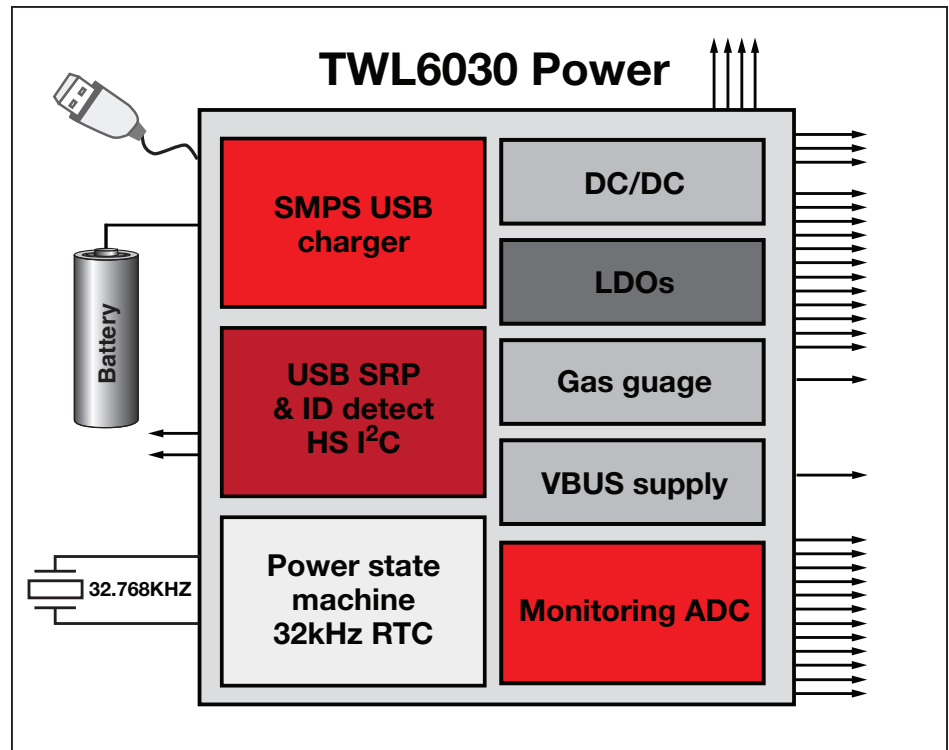 TWL6030 Power
SMPS USB
charger
DC/DC
LDOs
Battery
USB SRP
& ID detect
HS I²C
Gas guage
VBUS supply
32.768KHZ
Power state
machine
32kHz RTC
Monitoring ADC